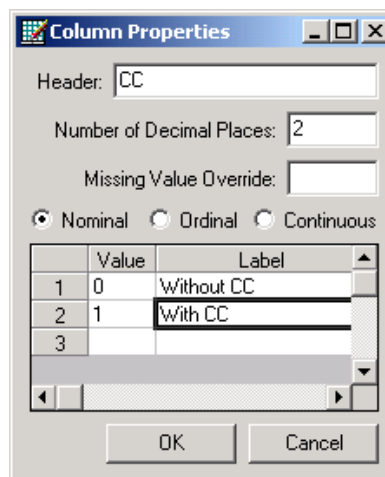 Column Properties
Header: CC
Number of Decimal Places: 2
Missing Value Override:
Nominal Ordinal Continuous
Value Label
1 0 Without CC
2 1 With CC
3
OK Cancel